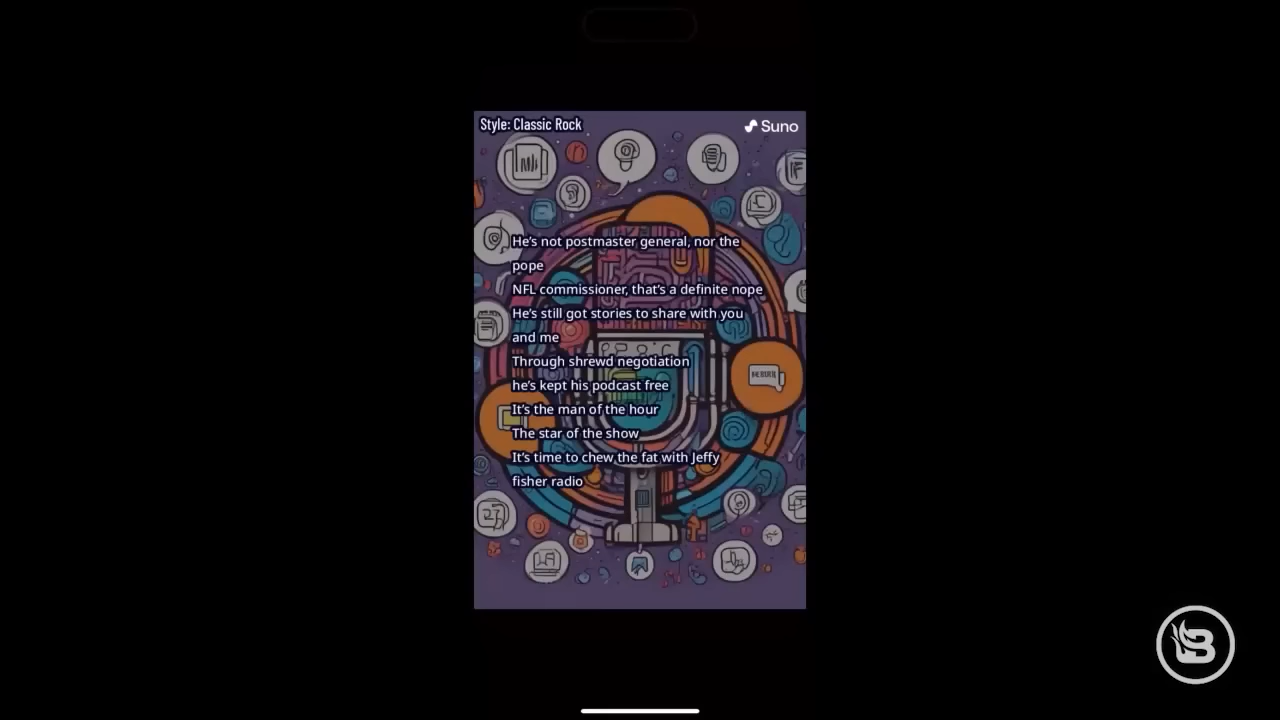 Style: Classic Rock
Suno
He's not postmaster general, nor the
pope
NFL commissioner, that's a definite nope
He's still got stories to share with you
and me
Through shrewd negotiation
he's kept his podcast free
It's the man of the hour
The star of the show
It's time to chew the fat with Jeffy
fisher radio
B